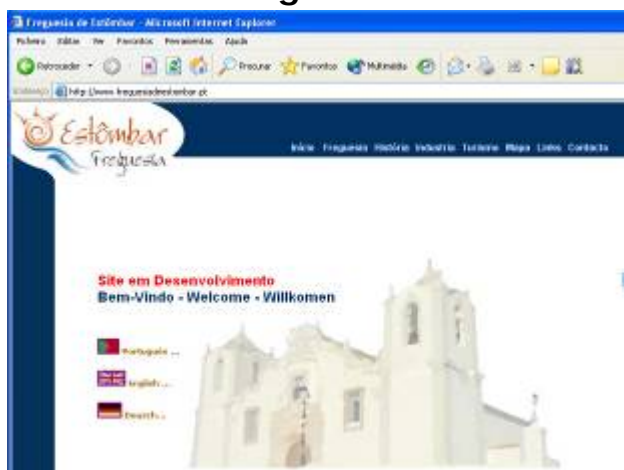 Freguesia de Estômbar - Microsoft Internet Explorer
Ficheiro Editar Ver Favoritos Ferramentas Ajuda
Retroceder Procurar Favoritos Multimédia
Endereço http://www.freguesiadeestombar.pt
Estômbar
Freguesia
Início Freguesia História Industria Turismo Mapa Links Contacto
Site em Desenvolvimento
Bem-Vindo - Welcome - Willkomen
Português ...
English ...
Deutsch ...